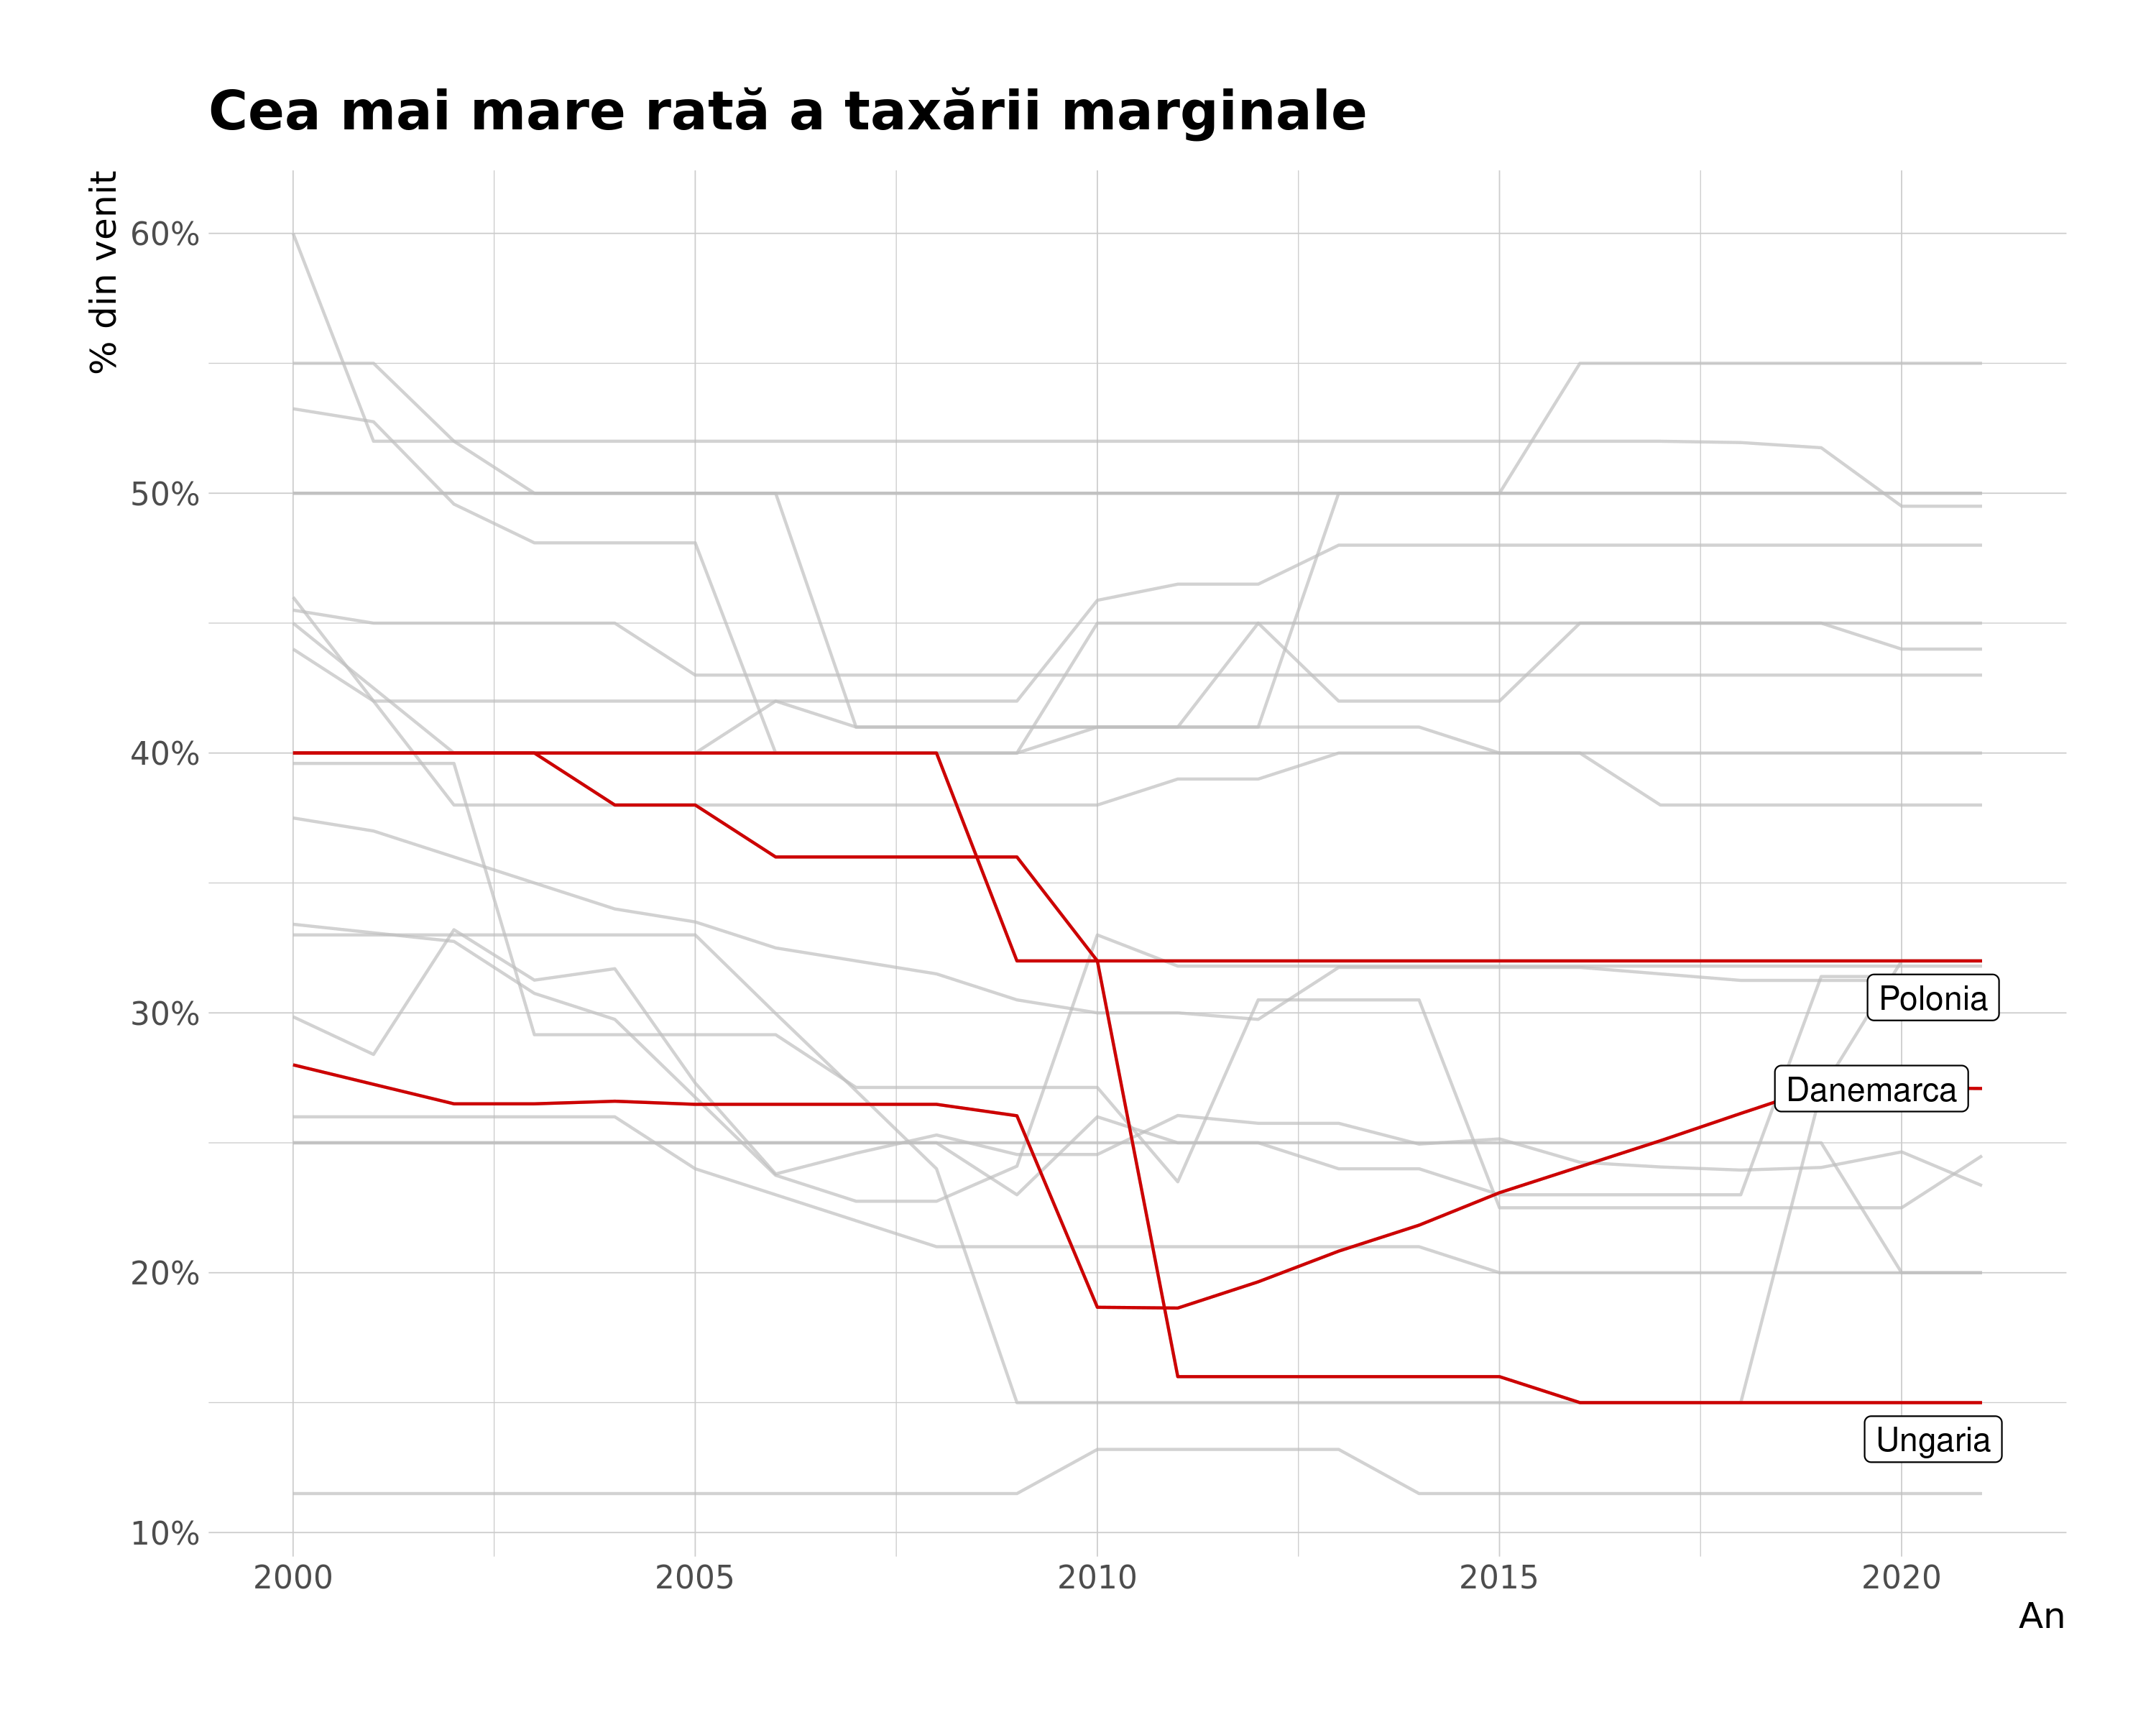 Cea mai mare rată a taxării marginale
% din venit
60%
50%
40%
30%
20%
10%
Polonia
Danemarca
Ungaria
2000 2005 2010 2015 2020
An